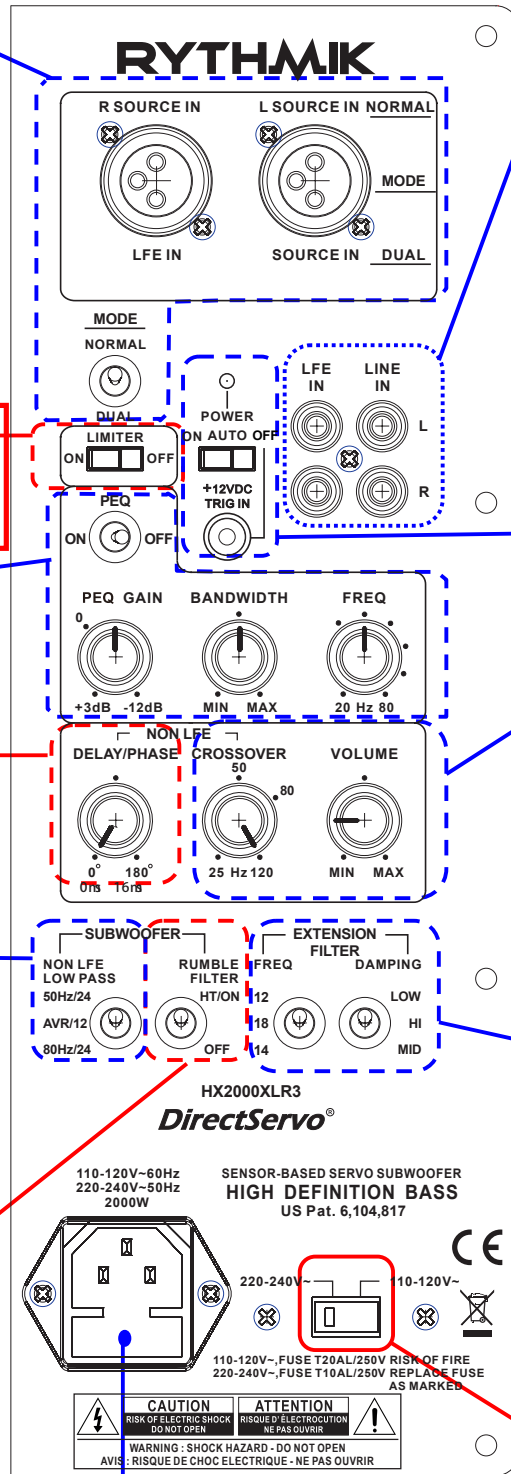 RYTHMIK
R SOURCE IN
L SOURCE IN
NORMAL
MODE
LFE IN
SOURCE IN
DUAL
MODE
NORMAL
DUAL
LFE IN
LINE IN
L
R
POWER
ON AUTO OFF
+12VDC
TRIG IN
LIMITER
ON OFF
PEQ
ON OFF
PEQ GAIN
0
+3dB -12dB
BANDWIDTH
MIN MAX
FREQ
20 Hz 80
NON LFE
DELAY/PHASE
0° 180°
0ms 16ms
CROSSOVER
50
80
25 Hz 120
VOLUME
MIN MAX
SUBWOOFER
NON LFE
LOW PASS
50Hz/24
AVR/12
80Hz/24
RUMBLE
FILTER
HT/ON
OFF
EXTENSION
FILTER
FREQ
12
18
14
DAMPING
LOW
HI
MID
HX2000XLR3
DirectServo®
110-120V~60Hz
220-240V~50Hz
2000W
SENSOR-BASED SERVO SUBWOOFER
HIGH DEFINITION BASS
US Pat. 6,104,817
CE
220-240V~ 110-120V~
110-120V~,FUSE T20AL/250V RISK OF FIRE
220-240V~,FUSE T10AL/250V REPLACE FUSE
AS MARKED
CAUTION
RISK OF ELECTRIC SHOCK
DO NOT OPEN
ATTENTION
RISQUE D' ÉLECTROCUTION
NE PAS OUVRIR
WARNING : SHOCK HAZARD - DO NOT OPEN
AVIS : RISQUE DE CHOC ELECTRIQUE - NE PAS OUVRIR